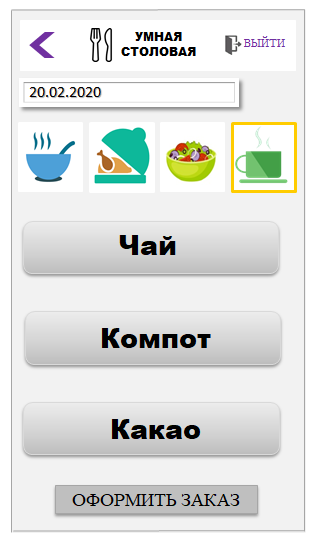 УМНАЯ
СТОЛОВАЯ
ВЫЙТИ
20.02.2020
Чай
Компот
Какао
ОФОРМИТЬ ЗАКАЗ